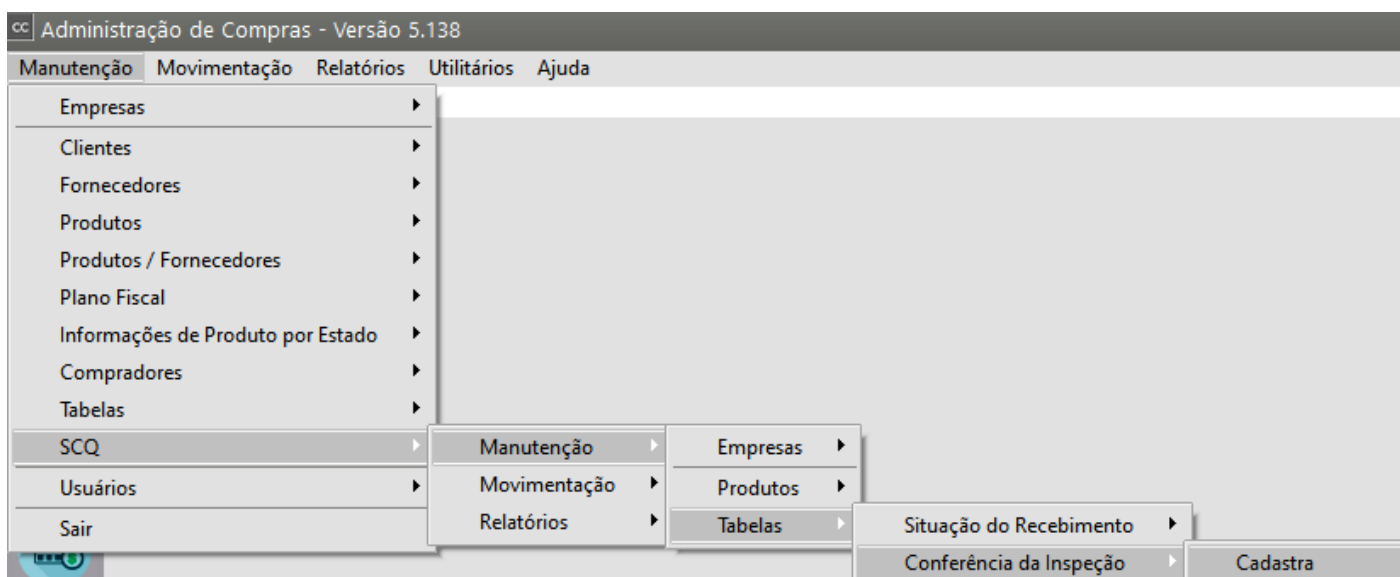 cc Administração de Compras - Versão 5.138
Manutenção Movimentação Relatórios Utilitários Ajuda
Empresas
Clientes
Fornecedores
Produtos
Produtos / Fornecedores
Plano Fiscal
Informações de Produto por Estado
Compradores
Tabelas
SCQ
Usuários
Sair
Manutenção
Movimentação
Relatórios
Empresas
Produtos
Tabelas
Situação do Recebimento
Conferência da Inspeção
Cadastra